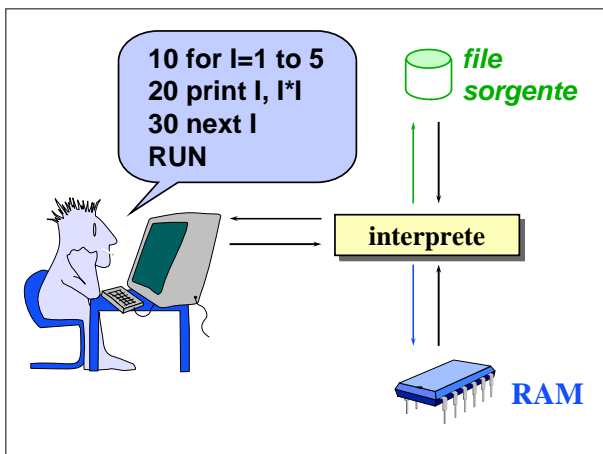 10 for I=1 to 5
20 print I, I*I
30 next I
RUN
file
sorgente
interprete
RAM